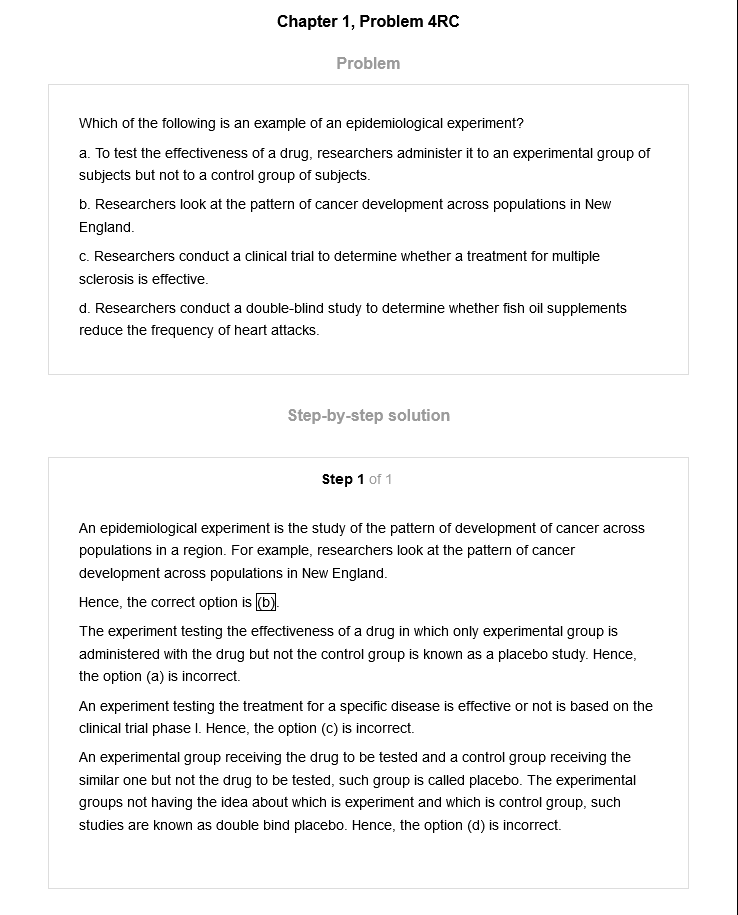 Chapter 1, Problem 4RC
Problem
Which of the following is an example of an epidemiological experiment?
a. To test the effectiveness of a drug, researchers administer it to an experimental group of
subjects but not to a control group of subjects.
b. Researchers look at the pattern of cancer development across populations in New
England.
c. Researchers conduct a clinical trial to determine whether a treatment for multiple
sclerosis is effective.
d. Researchers conduct a double-blind study to determine whether fish oil supplements
reduce the frequency of heart attacks.
Step-by-step solution
Step 1 of 1
An epidemiological experiment is the study of the pattern of development of cancer across
populations in a region. For example, researchers look at the pattern of cancer
development across populations in New England.
Hence, the correct option is (b).
The experiment testing the effectiveness of a drug in which only experimental group is
administered with the drug but not the control group is known as a placebo study. Hence,
the option (a) is incorrect.
An experiment testing the treatment for a specific disease is effective or not is based on the
clinical trial phase I. Hence, the option (c) is incorrect.
An experimental group receiving the drug to be tested and a control group receiving the
similar one but not the drug to be tested, such group is called placebo. The experimental
groups not having the idea about which is experiment and which is control group, such
studies are known as double bind placebo. Hence, the option (d) is incorrect.